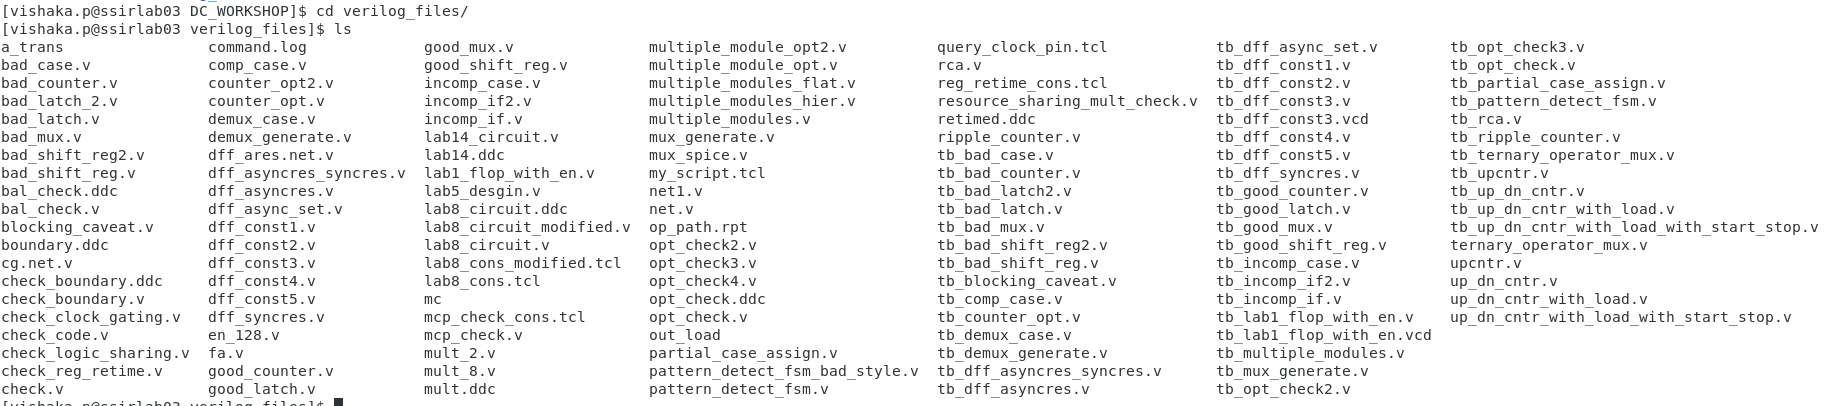 [vishaka.p@ssirlab03 DC_WORKSHOP]$ cd verilog_files/
[vishaka.p@ssirlab03 verilog_files]$ ls
a_trans command.log good_mux.v multiple_module_opt2.v query_clock_pin.tcl tb_dff_async_set.v tb_opt_check3.v
bad_case.v comp_case.v good_shift_reg.v multiple_module_opt.v rca.v tb_dff_const1.v tb_opt_check.v
bad_counter.v counter_opt2.v incomp_case.v multiple_modules_flat.v reg_retime_cons.tcl tb_dff_const2.v tb_partial_case_assign.v
bad_latch_2.v counter_opt.v incomp_if2.v multiple_modules_hier.v resource_sharing_mult_check.v tb_dff_const3.v tb_pattern_detect_fsm.v
bad_latch.v demux_case.v incomp_if.v multiple_modules.v retimed.ddc tb_dff_const3.vcd tb_rca.v
bad_mux.v demux_generate.v lab14_circuit.v mux_generate.v ripple_counter.v tb_dff_const4.v tb_ripple_counter.v
bad_shift_reg2.v dff_ares.net.v lab14.ddc mux_spice.v tb_bad_case.v tb_dff_const5.v tb_ternary_operator_mux.v
bad_shift_reg.v dff_asyncres_syncres.v lab1_flop_with_en.v my_script.tcl tb_bad_counter.v tb_dff_syncres.v tb_upcntr.v
bal_check.ddc dff_asyncres.v lab5_desgin.v net1.v tb_bad_latch2.v tb_good_counter.v tb_up_dn_cntr.v
bal_check.v dff_async_set.v lab8_circuit.ddc net.v tb_bad_latch.v tb_good_latch.v tb_up_dn_cntr_with_load.v
blocking_caveat.v dff_const1.v lab8_circuit_modified.v op_path.rpt tb_bad_mux.v tb_good_mux.v tb_up_dn_cntr_with_load_with_start_stop.v
boundary.ddc dff_const2.v lab8_circuit.v opt_check2.v tb_bad_shift_reg2.v tb_good_shift_reg.v ternary_operator_mux.v
cg.net.v dff_const3.v lab8_cons_modified.tcl opt_check3.v tb_bad_shift_reg.v tb_incomp_case.v upcntr.v
check_boundary.ddc dff_const4.v lab8_cons.tcl opt_check4.v tb_blocking_caveat.v tb_incomp_if2.v up_dn_cntr.v
check_boundary.v dff_const5.v mc opt_check.ddc tb_comp_case.v tb_incomp_if.v up_dn_cntr_with_load.v
check_clock_gating.v dff_syncres.v mcp_check_cons.tcl opt_check.v tb_counter_opt.v tb_lab1_flop_with_en.v up_dn_cntr_with_load_with_start_stop.v
check_code.v en_128.v mcp_check.v out_load tb_demux_case.v tb_lab1_flop_with_en.vcd
check_logic_sharing.v fa.v mult_2.v partial_case_assign.v tb_demux_generate.v tb_multiple_modules.v
check_reg_retime.v good_counter.v mult_8.v pattern_detect_fsm_bad_style.v tb_dff_asyncres_syncres.v tb_mux_generate.v
check.v good_latch.v mult.ddc pattern_detect_fsm.v tb_dff_asyncres.v tb_opt_check2.v
[vishaka.p@ssirlab03 verilog_files]$